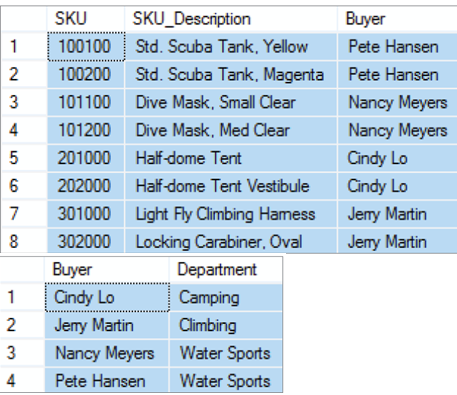 SKU SKU_Description Buyer
1 100100 Std. Scuba Tank, Yellow Pete Hansen
2 100200 Std. Scuba Tank, Magenta Pete Hansen
3 101100 Dive Mask, Small Clear Nancy Meyers
4 101200 Dive Mask, Med Clear Nancy Meyers
5 201000 Half-dome Tent Cindy Lo
6 202000 Half-dome Tent Vestibule Cindy Lo
7 301000 Light Fly Climbing Harness Jerry Martin
8 302000 Locking Carabiner, Oval Jerry Martin
Buyer Department
1 Cindy Lo Camping
2 Jerry Martin Climbing
3 Nancy Meyers Water Sports
4 Pete Hansen Water Sports